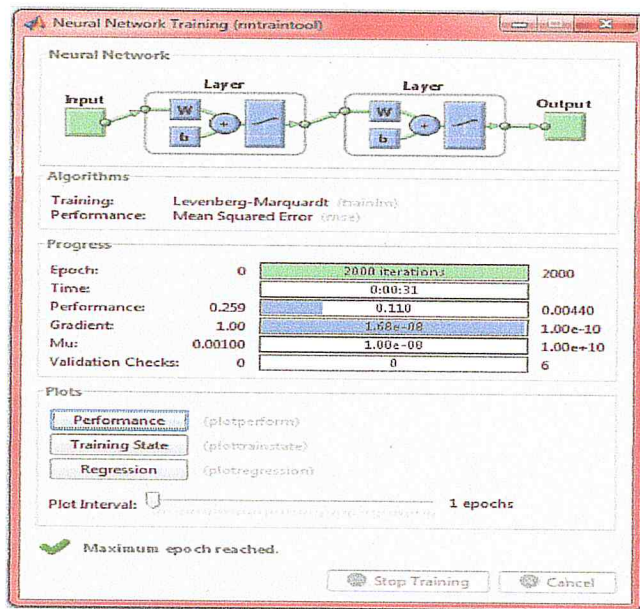 Neural Network Training (nntraintool)
Neural Network
Layer
Layer
Input
Output
W
b
+
W
b
+
Algorithms
Training: Levenberg-Marquardt (trainlm)
Performance: Mean Squared Error (mse)
Progress
Epoch: 0 2000 iterations 2000
Time: 0:00:31
Performance: 0.259 0.110 0.00440
Gradient: 1.00 1.68e-08 1.00e-10
Mu: 0.00100 1.00e-08 1.00e+10
Validation Checks: 0 0 6
Plots
Performance (plotperform)
Training State (plottrainstate)
Regression (plotregression)
Plot Interval: 1 epochs
Maximum epoch reached.
Stop Training Cancel